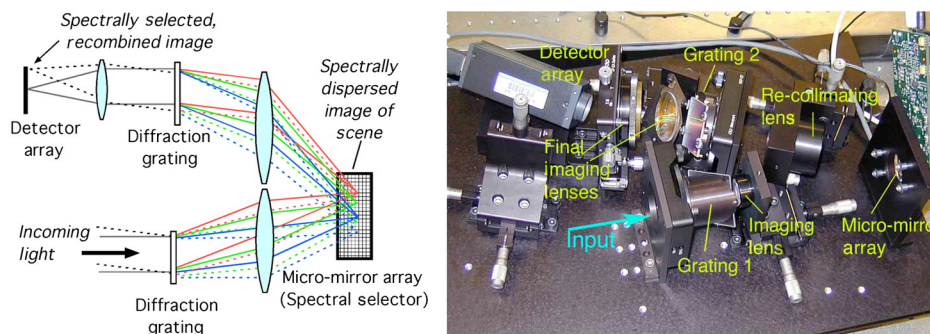 Spectrally selected,
recombined image
Spectrally
dispersed
image of
scene
Detector
array
Diffraction
grating
Incoming
light
Micro-mirror array
(Spectral selector)
Diffraction
grating
Detector
array
Grating 2
Re-collimating
lens
Final
imaging
lenses
Input
Grating 1
Imaging
lens
Micro-mirror
array